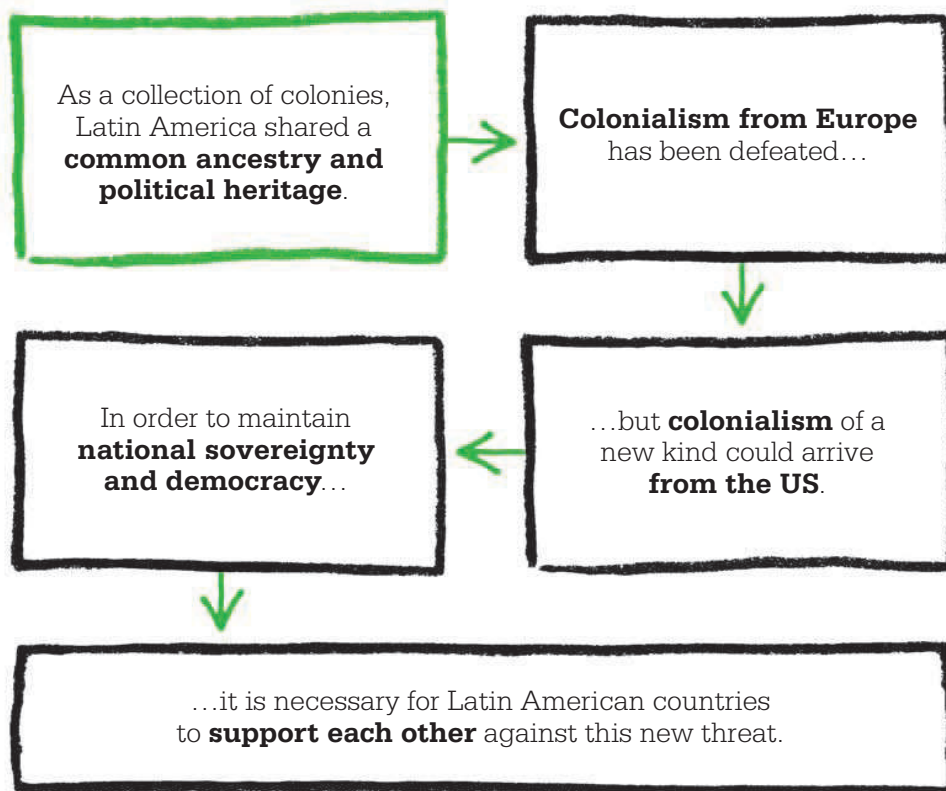 As a collection of colonies,
Latin America shared a
common ancestry and
political heritage.
Colonialism from Europe
has been defeated…
…but colonialism of a
new kind could arrive
from the US.
In order to maintain
national sovereignty
and democracy…
…it is necessary for Latin American countries
to support each other against this new threat.